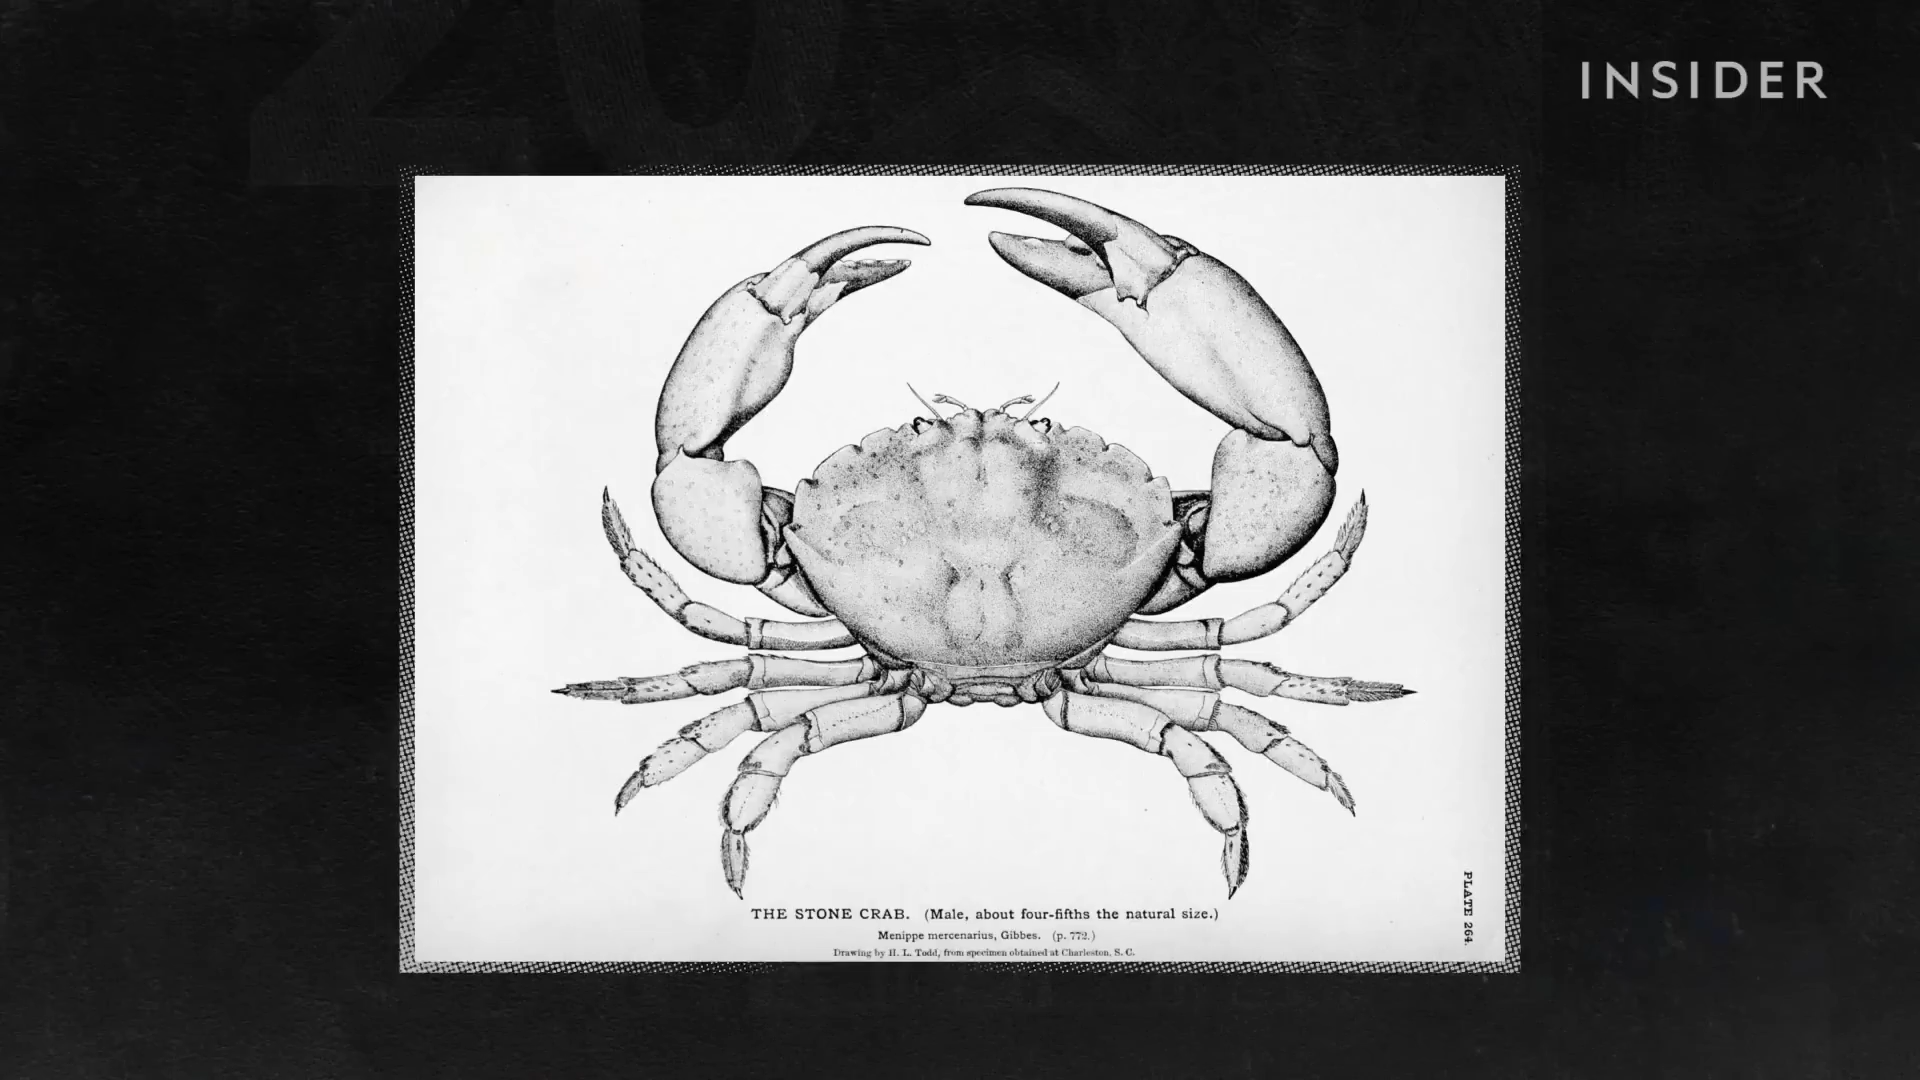 20
INSIDER
THE STONE CRAB. (Male, about four-fifths the natural size.)
Menippe mercenarius, Gibbes. (p. 772.)
Drawing by H. L. Todd, from specimen obtained at Charleston, S. C.
PLATE 264.